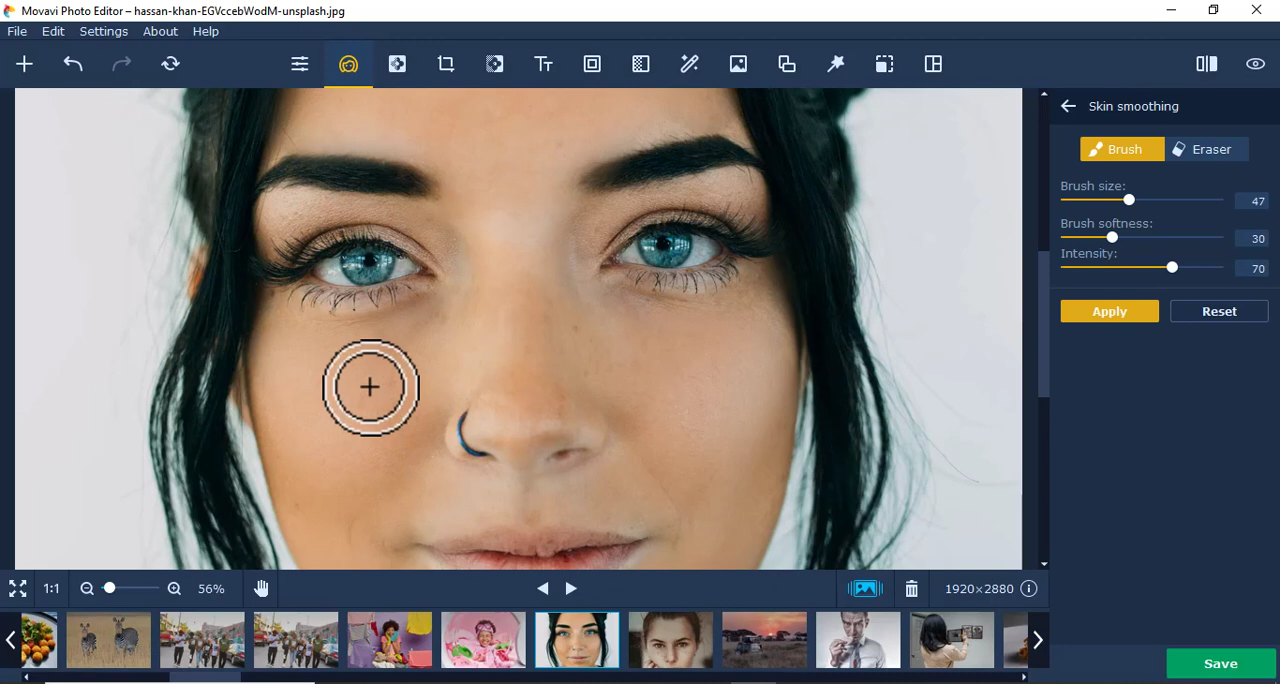 Movavi Photo Editor – hassan-khan-EGVccebWodM-unsplash.jpg
File Edit Settings About Help
Skin smoothing
Brush Eraser
Brush size:
47
Brush softness:
30
Intensity:
70
Apply Reset
1:1 56% 1920×2880
Save